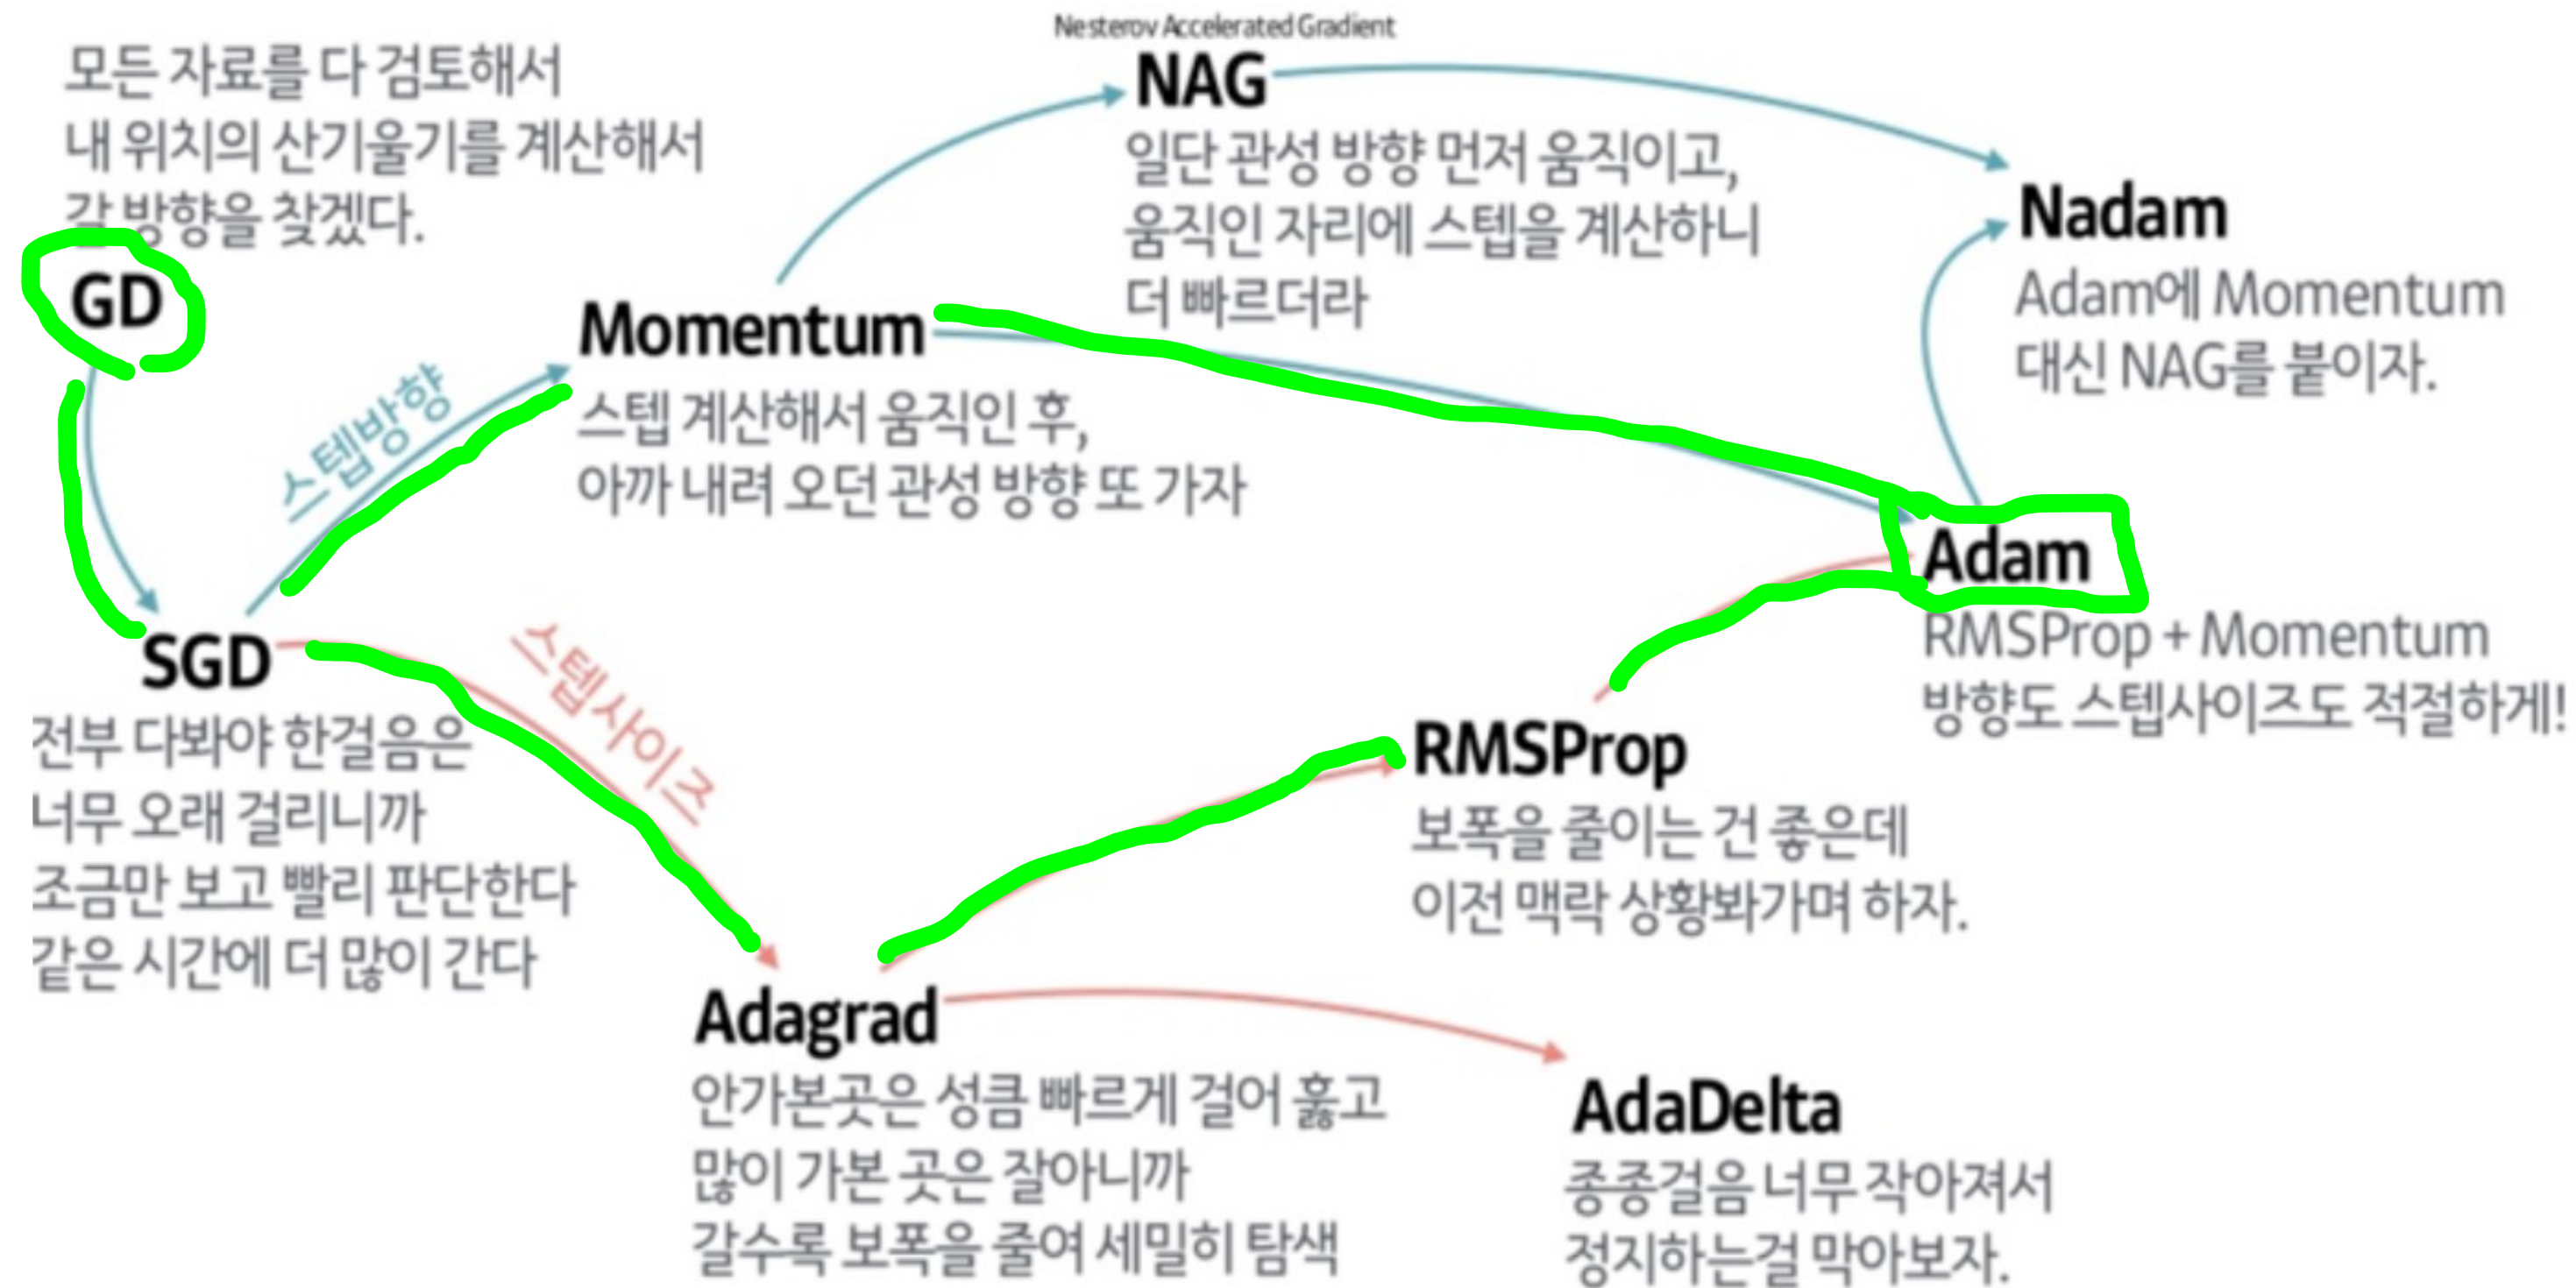 모든 자료를 다 검토해서
내 위치의 산기울기를 계산해서
갈 방향을 찾겠다.
GD
스텝방향
Nesterov Accelerated Gradient
NAG
일단 관성 방향 먼저 움직이고,
움직인 자리에 스텝을 계산하니
더 빠르더라
Nadam
Adam에 Momentum
대신 NAG를 붙이자.
Momentum
스텝 계산해서 움직인 후,
아까 내려 오던 관성 방향 또 가자
Adam
RMSProp + Momentum
방향도 스텝사이즈도 적절하게!
SGD
전부 다봐야 한걸음은
너무 오래 걸리니까
조금만 보고 빨리 판단한다
같은 시간에 더 많이 간다
스텝사이즈
RMSProp
보폭을 줄이는 건 좋은데
이전 맥락 상황봐가며 하자.
Adagrad
안가본곳은 성큼 빠르게 걸어 훓고
많이 가본 곳은 잘아니까
갈수록 보폭을 줄여 세밀히 탐색
AdaDelta
종종걸음 너무 작아져서
정지하는걸 막아보자.